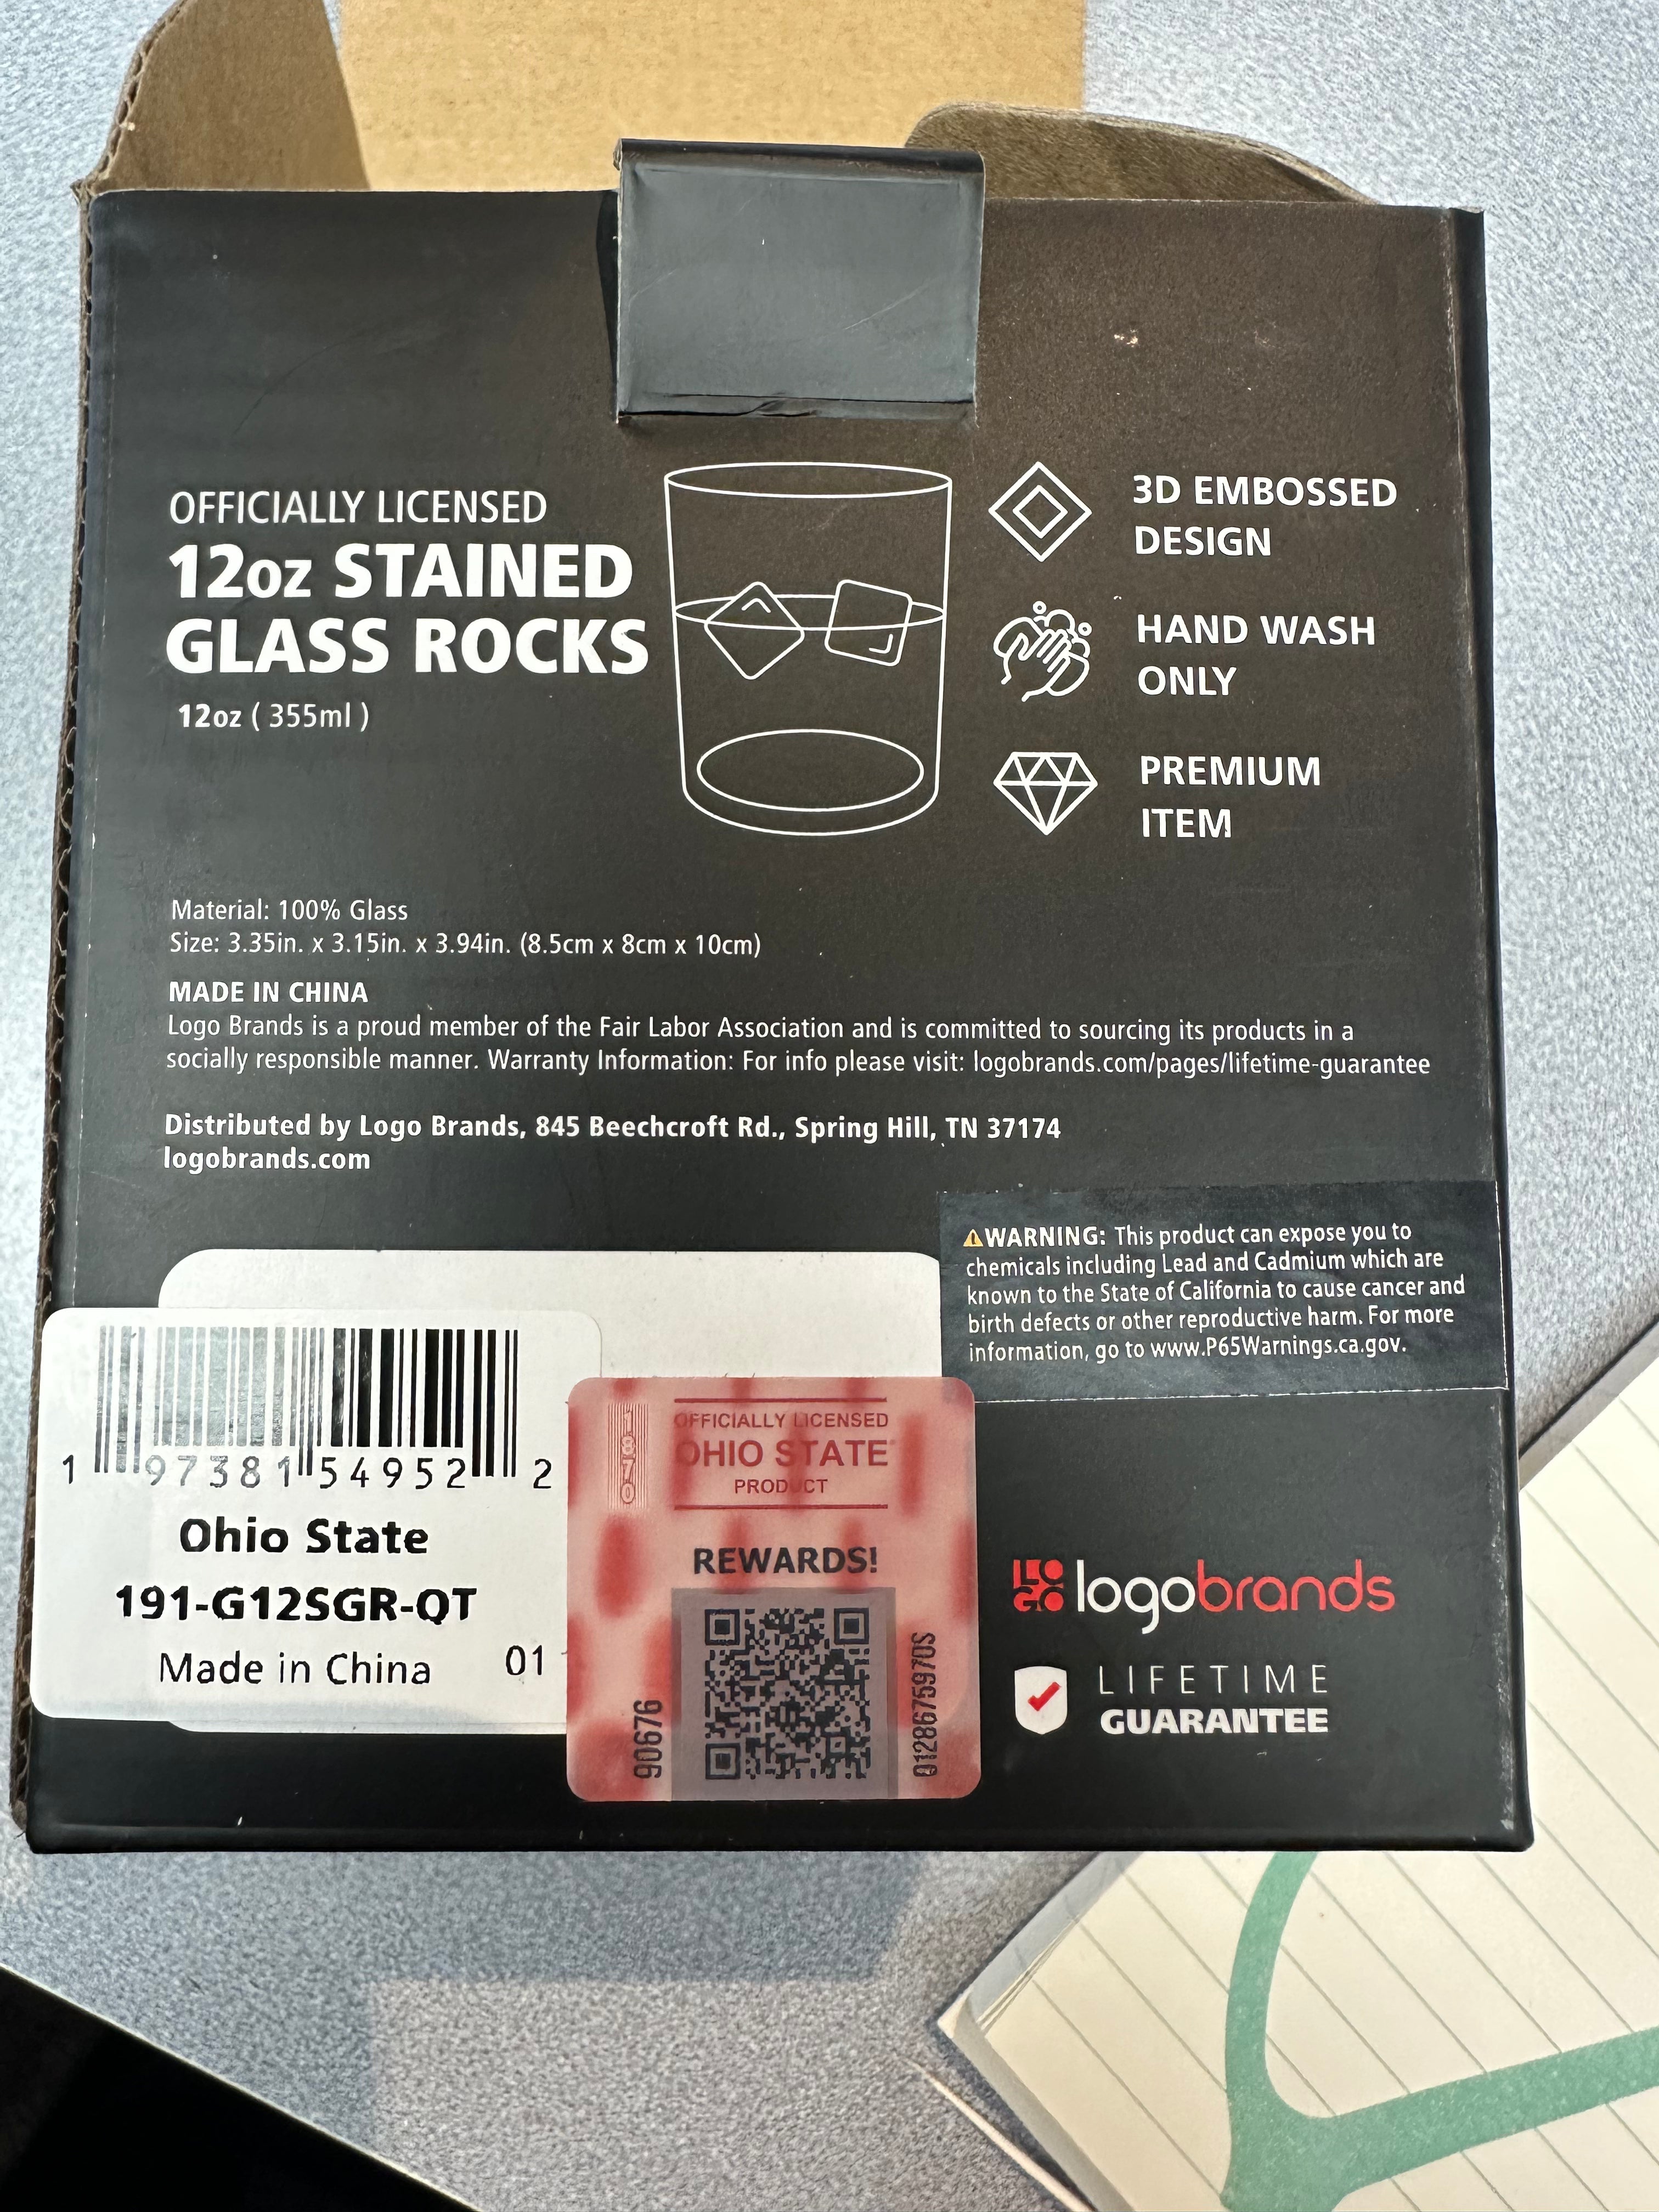 OFFICIALLY LICENSED
12oz STAINED
GLASS ROCKS
12oz ( 355ml )
3D EMBOSSED
DESIGN
HAND WASH
ONLY
PREMIUM
ITEM
Material: 100% Glass
Size: 3.35in. x 3.15in. x 3.94in. (8.5cm x 8cm x 10cm)
MADE IN CHINA
Logo Brands is a proud member of the Fair Labor Association and is committed to sourcing its products in a
socially responsible manner. Warranty Information: For info please visit: logobrands.com/pages/lifetime-guarantee
Distributed by Logo Brands, 845 Beechcroft Rd., Spring Hill, TN 37174
logobrands.com
⚠WARNING: This product can expose you to
chemicals including Lead and Cadmium which are
known to the State of California to cause cancer and
birth defects or other reproductive harm. For more
information, go to www.P65Warnings.ca.gov.
1 97381 54952 2
Ohio State
191-G12SGR-QT
Made in China 01
1870
OFFICIALLY LICENSED
OHIO STATE
PRODUCT
REWARDS!
90676
0128675970S
LOGO logobrands
LIFETIME
GUARANTEE